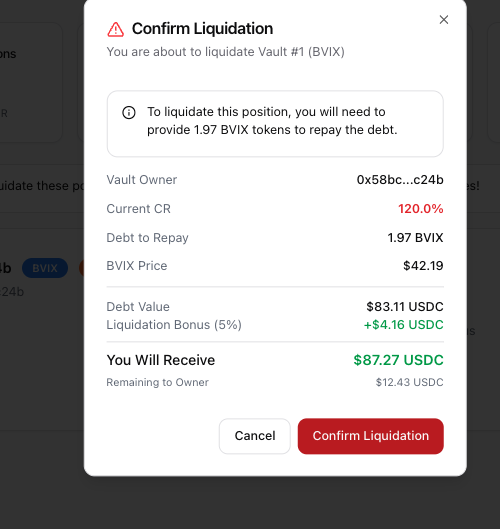 Confirm Liquidation
You are about to liquidate Vault #1 (BVIX)
To liquidate this position, you will need to
provide 1.97 BVIX tokens to repay the debt.
Vault Owner 0x58bc...c24b
Current CR 120.0%
Debt to Repay 1.97 BVIX
BVIX Price $42.19
Debt Value $83.11 USDC
Liquidation Bonus (5%) +$4.16 USDC
You Will Receive $87.27 USDC
Remaining to Owner $12.43 USDC
Cancel Confirm Liquidation
ons
R
uidate these po
s!
4b BVIX
.24b
s